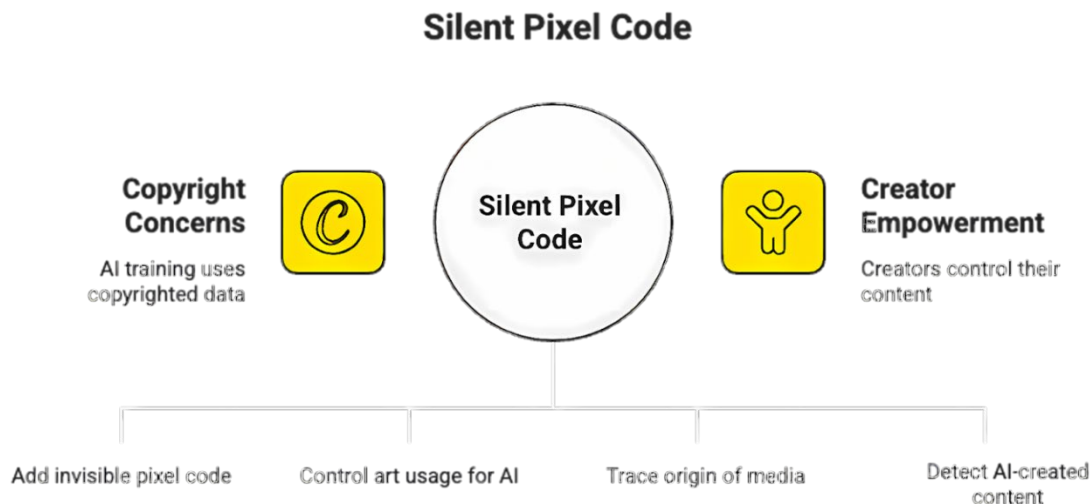 Silent Pixel Code
Copyright
Concerns
AI training uses
copyrighted data
C
Silent Pixel
Code
Creator
Empowerment
Creators control their
content
Add invisible pixel code
Control art usage for AI
Trace origin of media
Detect AI-created
content